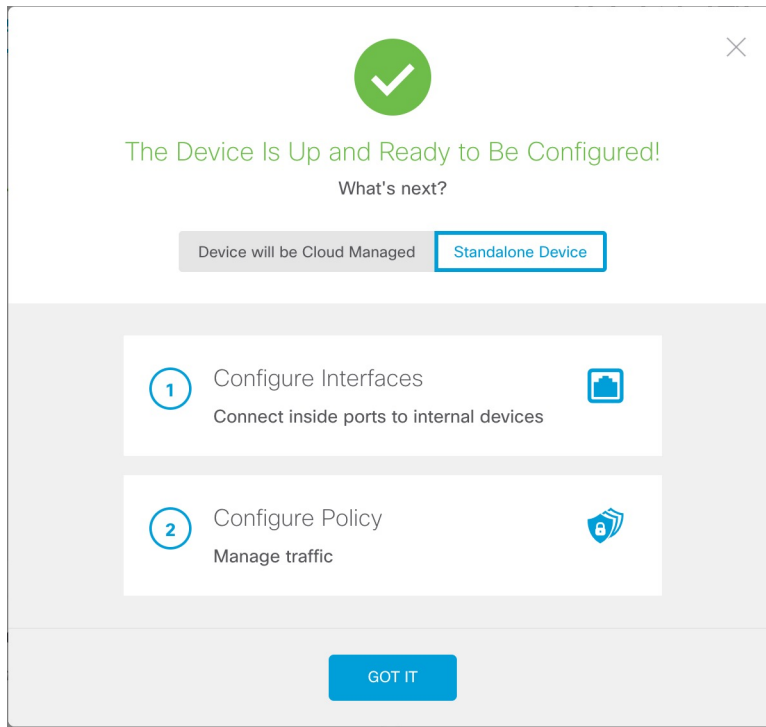 The Device Is Up and Ready to Be Configured!
What's next?
Device will be Cloud Managed
Standalone Device
1
Configure Interfaces
Connect inside ports to internal devices
2
Configure Policy
Manage traffic
GOT IT